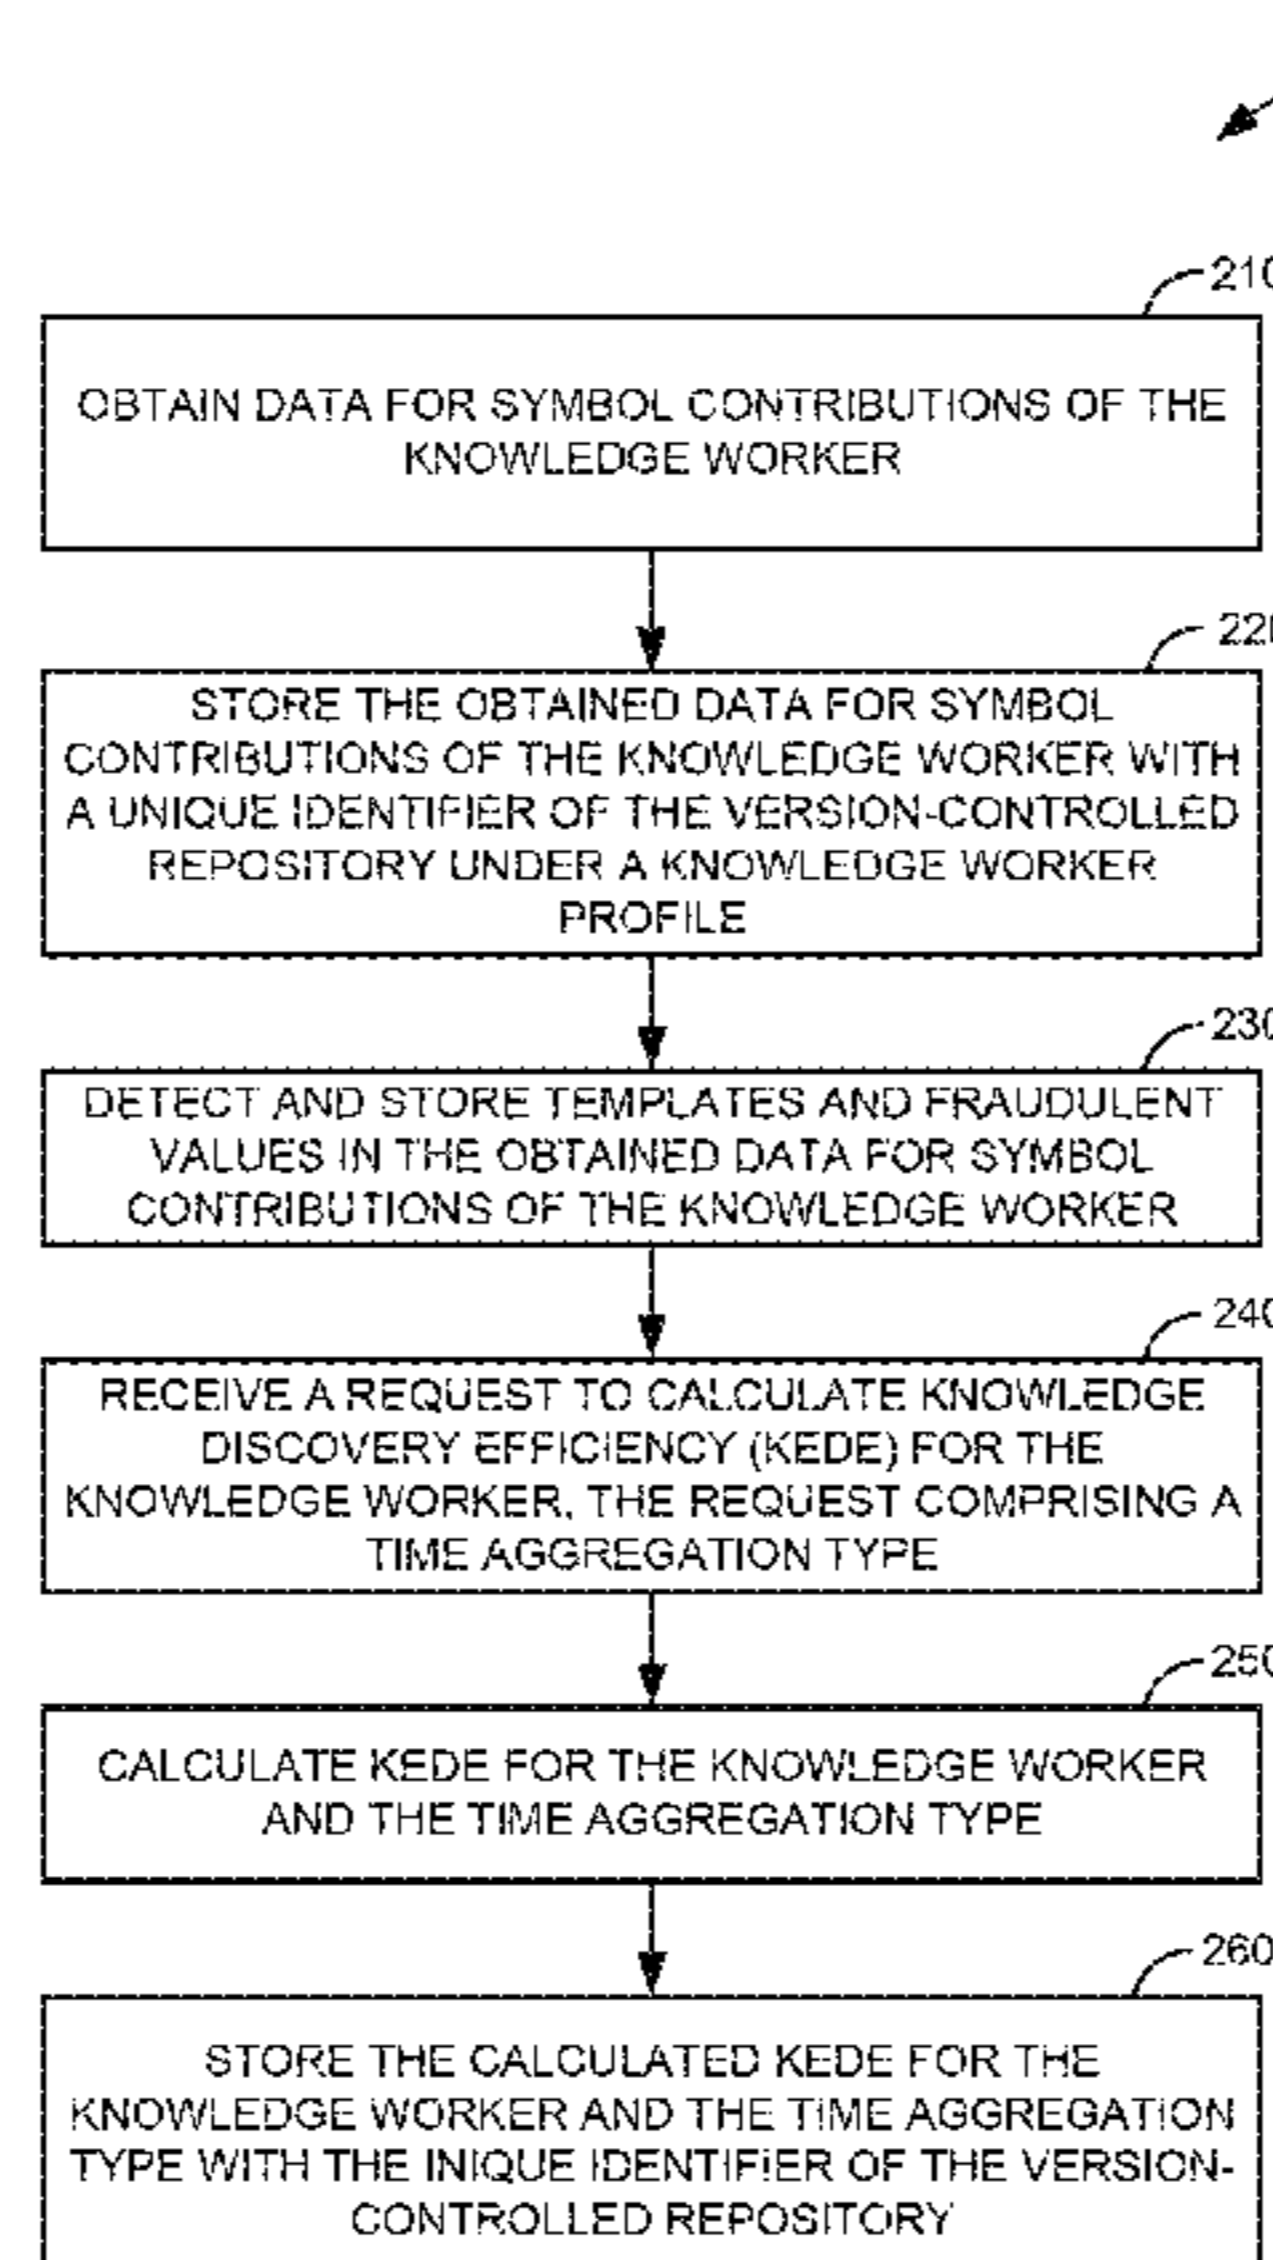 210
OBTAIN DATA FOR SYMBOL CONTRIBUTIONS OF THE
KNOWLEDGE WORKER
220
STORE THE OBTAINED DATA FOR SYMBOL
CONTRIBUTIONS OF THE KNOWLEDGE WORKER WITH
A UNIQUE IDENTIFIER OF THE VERSION-CONTROLLED
REPOSITORY UNDER A KNOWLEDGE WORKER
PROFILE
230
DETECT AND STORE TEMPLATES AND FRAUDULENT
VALUES IN THE OBTAINED DATA FOR SYMBOL
CONTRIBUTIONS OF THE KNOWLEDGE WORKER
240
RECEIVE A REQUEST TO CALCULATE KNOWLEDGE
DISCOVERY EFFICIENCY (KEDE) FOR THE
KNOWLEDGE WORKER, THE REQUEST COMPRISING A
TIME AGGREGATION TYPE
250
CALCULATE KEDE FOR THE KNOWLEDGE WORKER
AND THE TIME AGGREGATION TYPE
260
STORE THE CALCULATED KEDE FOR THE
KNOWLEDGE WORKER AND THE TIME AGGREGATION
TYPE WITH THE INIQUE IDENTIFIER OF THE VERSION-
CONTROLLED REPOSITORY